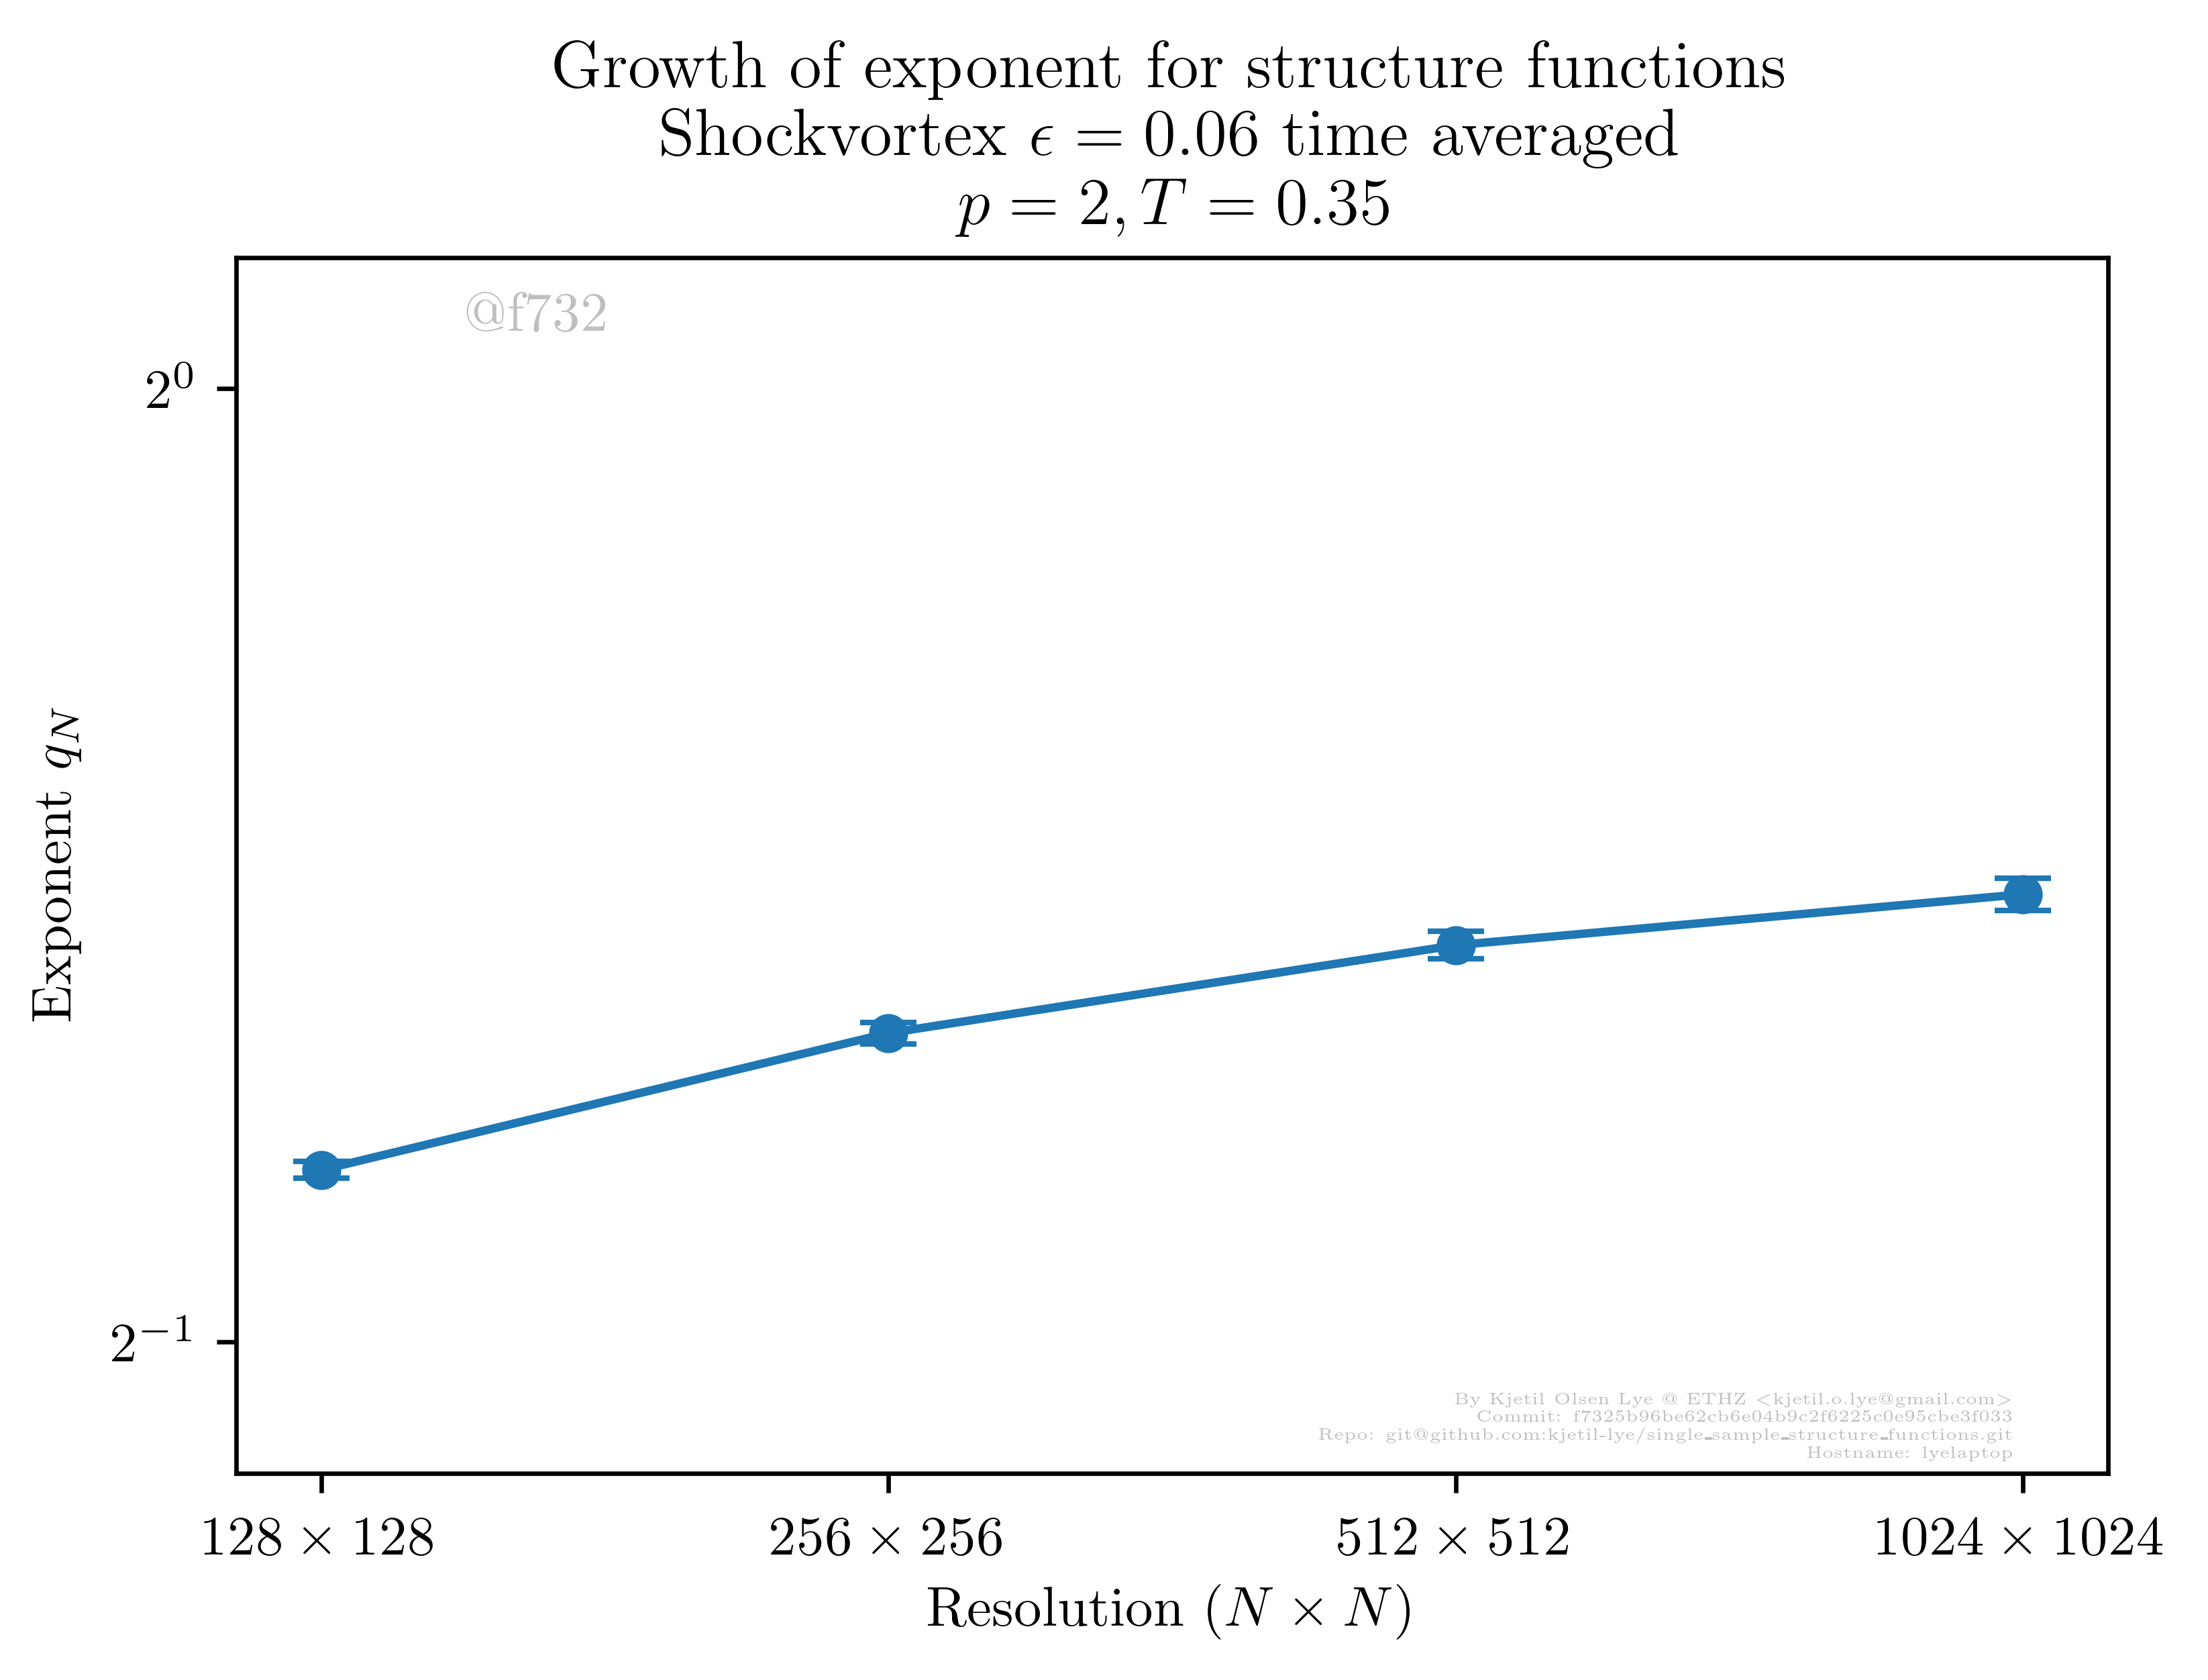 Growth of exponent for structure functions
Shockvortex ϵ = 0.06 time averaged
p = 2, T = 0.35
@f732
2⁰
Exponent q_N
2⁻¹
By Kjetil Olsen Lye @ ETHZ <kjetil.o.lye@gmail.com>
Commit: f7325b96be62cb6e04b9c2f6225c0e95cbe3f033
Repo: git@github.com:kjetil-lye/single_sample_structure_functions.git
Hostname: lyelaptop
128 × 128 256 × 256 512 × 512 1024 × 1024
Resolution (N × N)